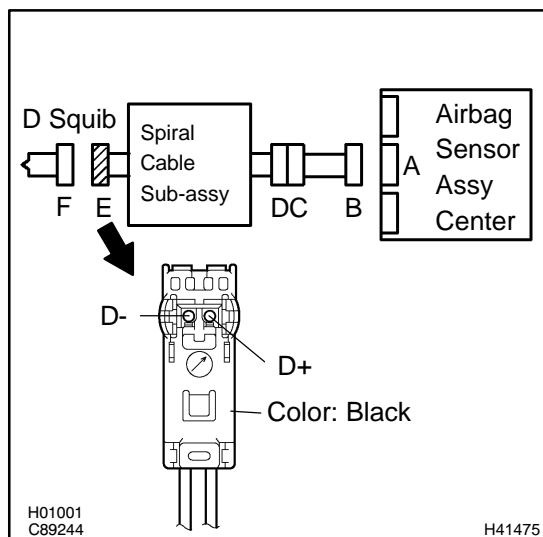 D Squib
F
E
Spiral
Cable
Sub-assy
DC
B
A
Airbag
Sensor
Assy
Center
D-
D+
Color: Black
H01001
C89244
H41475